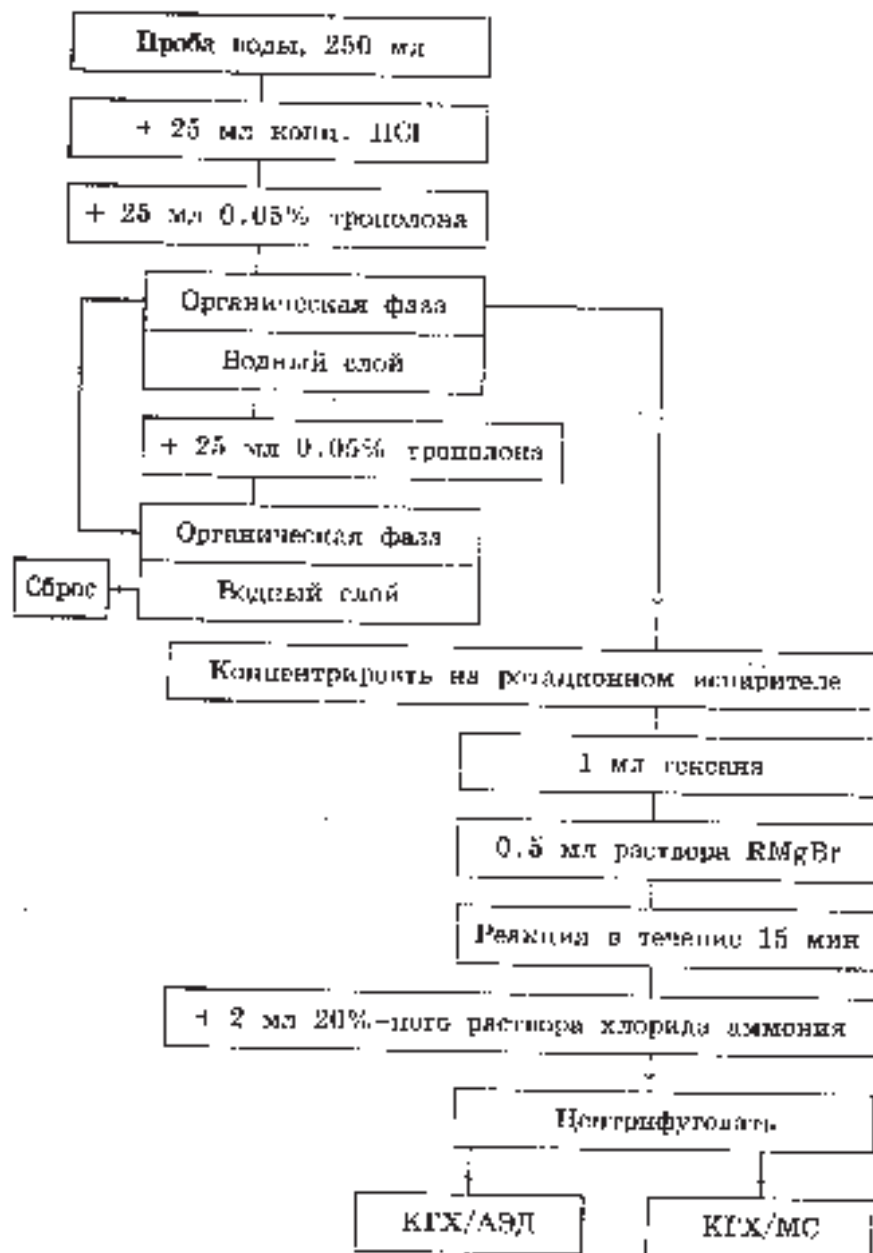 Проба воды, 250 мл
+ 25 мл конц. HCl
+ 25 мл 0.05% трополона
Органическая фаза
Водный слой
+ 25 мл 0.05% трополона
Органическая фаза
Сброс
Водный слой
Концентрировать на ротационном испарителе
1 мл гексана
0.5 мл раствора RMgBr
Реакция в течение 15 мин
+ 2 мл 20%-ного раствора хлорида аммония
Центрифуговать
КГХ/АЭД
КГХ/МС